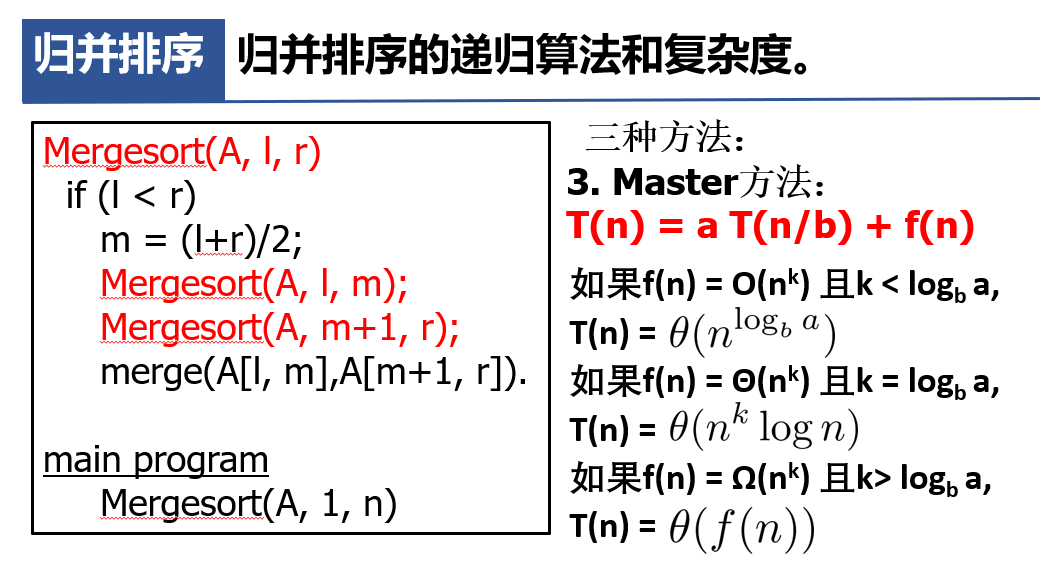 归并排序 归并排序的递归算法和复杂度。
Mergesort(A, l, r)
if (l < r)
m = (l+r)/2;
Mergesort(A, l, m);
Mergesort(A, m+1, r);
merge(A[l, m],A[m+1, r]).
main program
Mergesort(A, 1, n)
三种方法:
3. Master方法:
T(n) = a T(n/b) + f(n)
如果f(n) = O(n^k) 且k < log_b a,
T(n) = θ(n^{log_b a})
如果f(n) = Θ(n^k) 且k = log_b a,
T(n) = θ(n^k log n)
如果f(n) = Ω(n^k) 且k> log_b a,
T(n) = θ(f(n))